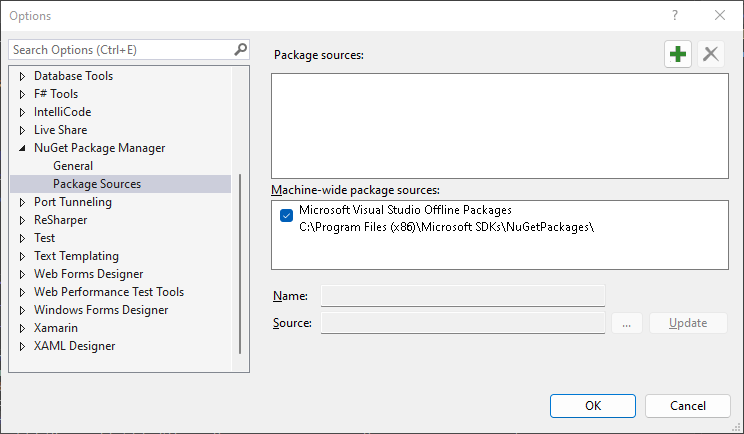 Options
?
Search Options (Ctrl+E)
Database Tools
F# Tools
IntelliCode
Live Share
NuGet Package Manager
General
Package Sources
Port Tunneling
ReSharper
Test
Text Templating
Web Forms Designer
Web Performance Test Tools
Windows Forms Designer
Xamarin
XAML Designer
Package sources:
Machine-wide package sources:
Microsoft Visual Studio Offline Packages
C:\Program Files (x86)\Microsoft SDKs\NuGetPackages\
Name:
Source:
...
Update
OK
Cancel